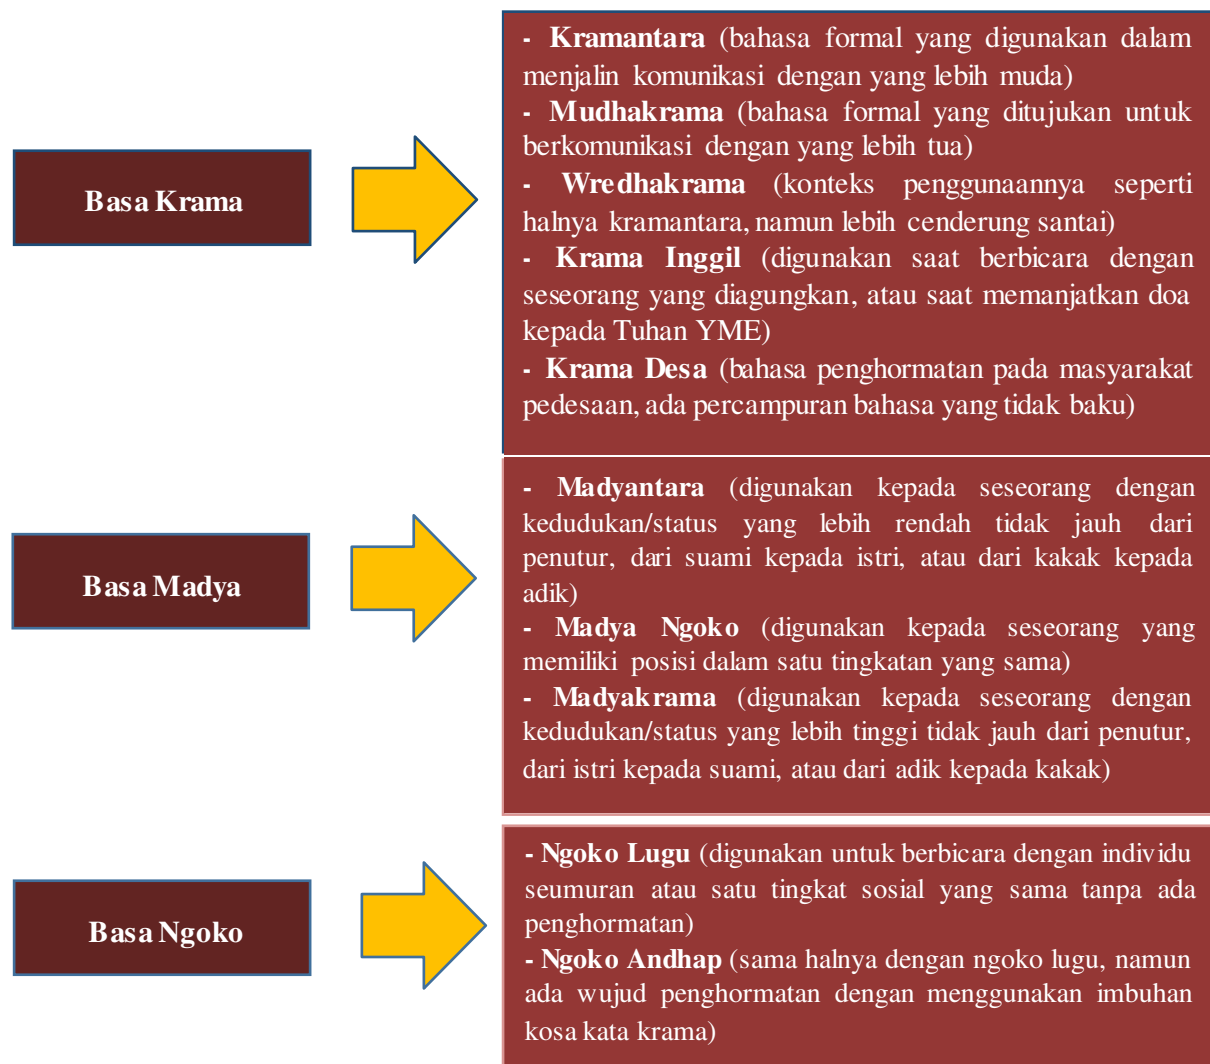 Basa Krama
- Kramantara (bahasa formal yang digunakan dalam
menjalin komunikasi dengan yang lebih muda)
- Mudhakrama (bahasa formal yang ditujukan untuk
berkomunikasi dengan yang lebih tua)
- Wredhakrama (konteks penggunaannya seperti
halnya kramantara, namun lebih cenderung santai)
- Krama Inggil (digunakan saat berbicara dengan
seseorang yang diagungkan, atau saat memanjatkan doa
kepada Tuhan YME)
- Krama Desa (bahasa penghormatan pada masyarakat
pedesaan, ada percampuran bahasa yang tidak baku)
Basa Madya
- Madyantara (digunakan kepada seseorang dengan
kedudukan/status yang lebih rendah tidak jauh dari
penutur, dari suami kepada istri, atau dari kakak kepada
adik)
- Madya Ngoko (digunakan kepada seseorang yang
memiliki posisi dalam satu tingkatan yang sama)
- Madyakrama (digunakan kepada seseorang dengan
kedudukan/status yang lebih tinggi tidak jauh dari penutur,
dari istri kepada suami, atau dari adik kepada kakak)
Basa Ngoko
- Ngoko Lugu (digunakan untuk berbicara dengan individu
seumuran atau satu tingkat sosial yang sama tanpa ada
penghormatan)
- Ngoko Andhap (sama halnya dengan ngoko lugu, namun
ada wujud penghormatan dengan menggunakan imbuhan
kosa kata krama)